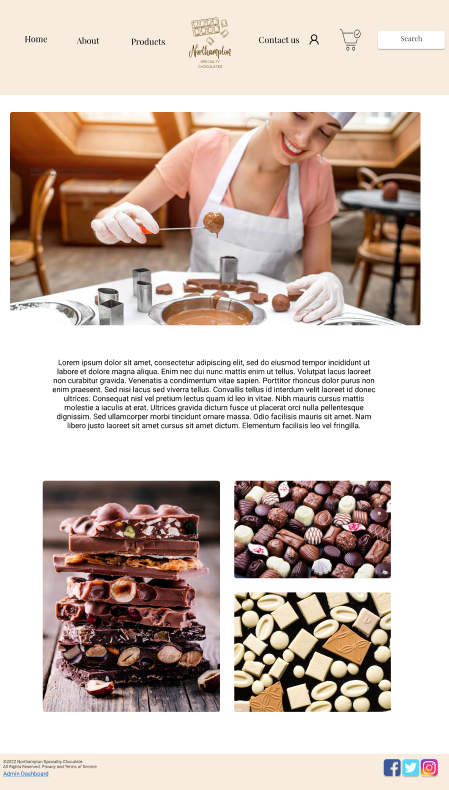 Home
About
Products
Northampton
SPECIALTY
CHOCOLATES
Contact us
Search
Lorem ipsum dolor sit amet, consectetur adipiscing elit, sed do eiusmod tempor incididunt ut
labore et dolore magna aliqua. Enim nec dui nunc mattis enim ut tellus. Volutpat lacus laoreet
non curabitur gravida. Venenatis a condimentum vitae sapien. Porttitor rhoncus dolor purus non
enim praesent. Sed nisi lacus sed viverra tellus. Convallis tellus id interdum velit laoreet id donec
ultrices. Consequat nisl vel pretium lectus quam id leo in vitae. Nibh mauris cursus mattis
molestie a iaculis at erat. Ultrices gravida dictum fusce ut placerat orci nulla pellentesque
dignissim. Sed ullamcorper morbi tincidunt ornare massa. Odio facilisis mauris sit amet. Nam
libero justo laoreet sit amet cursus sit amet dictum. Elementum facilisis leo vel fringilla.
©2022 Northampton Speciality Chocolate.
All Rights Reserved. Privacy and Terms of Service
Admin Dashboard